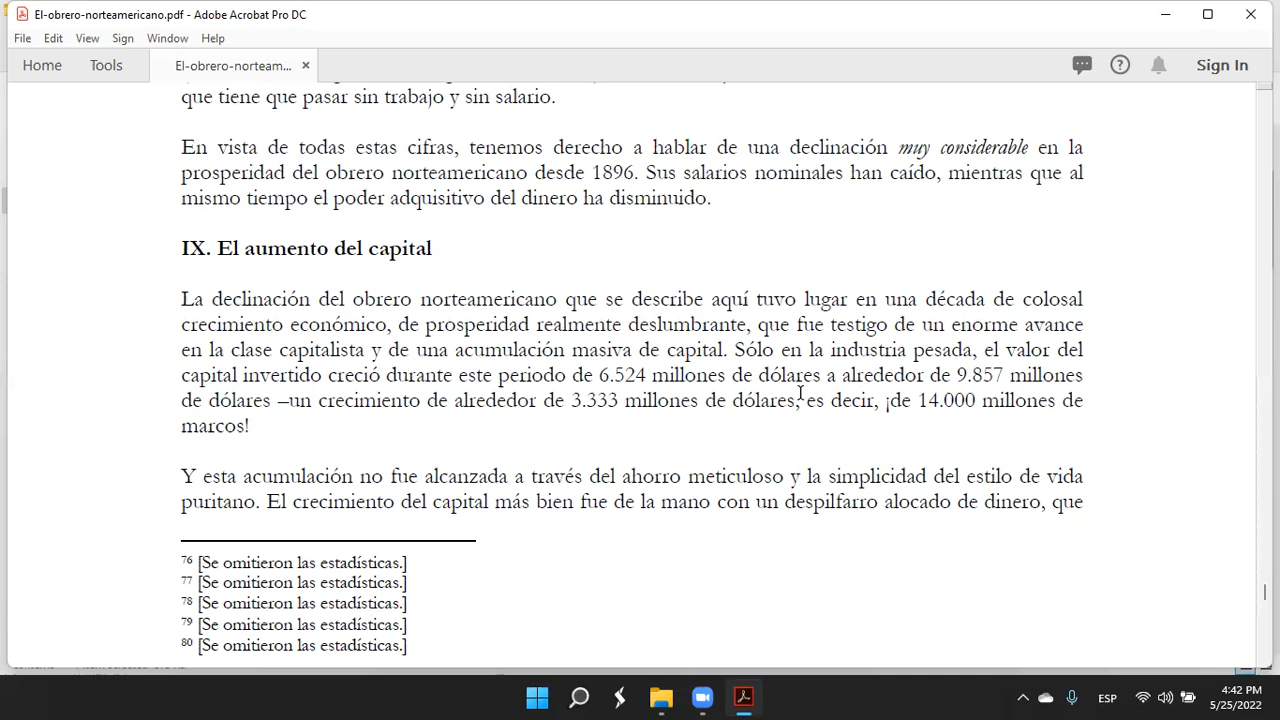 El-obrero-norteamericano.pdf - Adobe Acrobat Pro DC
File Edit View Sign Window Help
Home Tools El-obrero-norteam... × Sign In
que tiene que pasar sin trabajo y sin salario.
En vista de todas estas cifras, tenemos derecho a hablar de una declinación muy considerable en la
prosperidad del obrero norteamericano desde 1896. Sus salarios nominales han caído, mientras que al
mismo tiempo el poder adquisitivo del dinero ha disminuido.
IX. El aumento del capital
La declinación del obrero norteamericano que se describe aquí tuvo lugar en una década de colosal
crecimiento económico, de prosperidad realmente deslumbrante, que fue testigo de un enorme avance
en la clase capitalista y de una acumulación masiva de capital. Sólo en la industria pesada, el valor del
capital invertido creció durante este periodo de 6.524 millones de dólares a alrededor de 9.857 millones
de dólares –un crecimiento de alrededor de 3.333 millones de dólares, es decir, ¡de 14.000 millones de
marcos!
Y esta acumulación no fue alcanzada a través del ahorro meticuloso y la simplicidad del estilo de vida
puritano. El crecimiento del capital más bien fue de la mano con un despilfarro alocado de dinero, que
76 [Se omitieron las estadísticas.]
77 [Se omitieron las estadísticas.]
78 [Se omitieron las estadísticas.]
79 [Se omitieron las estadísticas.]
80 [Se omitieron las estadísticas.]
ESP
4:42 PM
5/25/2022